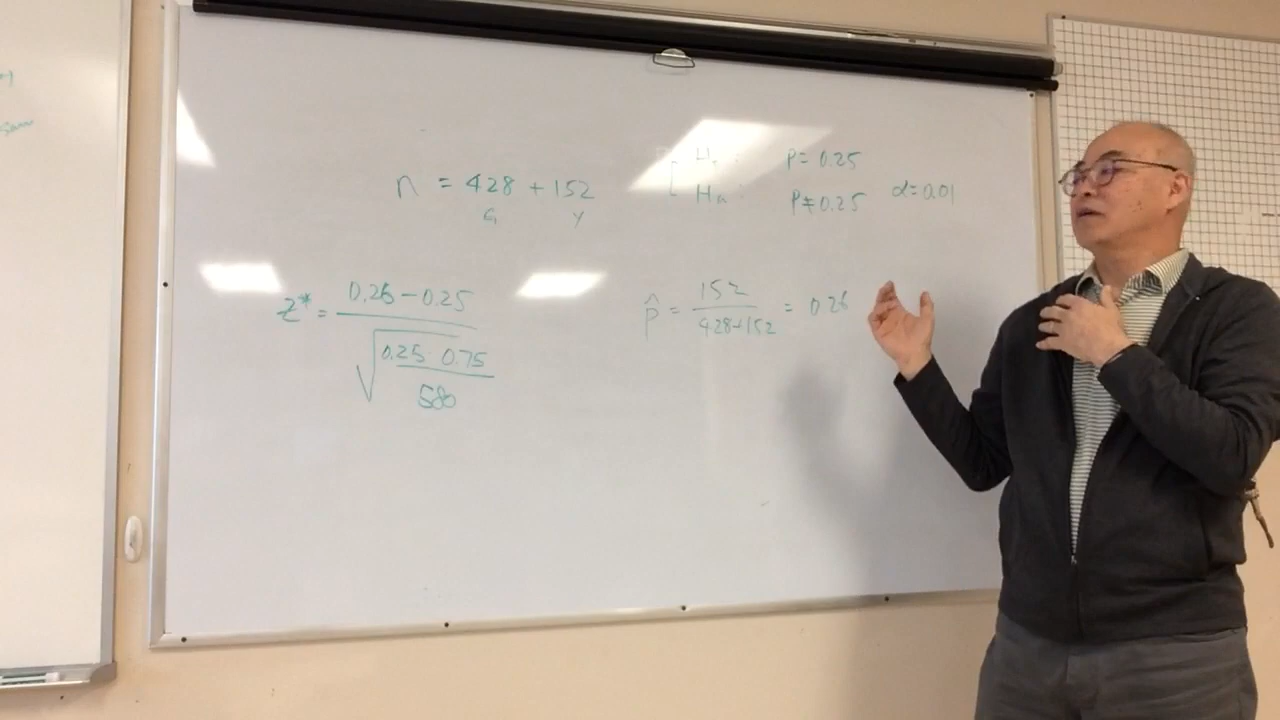 n = 428 + 152
G Y
H₀ : p = 0.25
Hₐ : p ≠ 0.25 α = 0.01
z* = (0.26 − 0.25) / √(0.25 · 0.75 / 580)
p̂ = 152 / (428+152) = 0.26